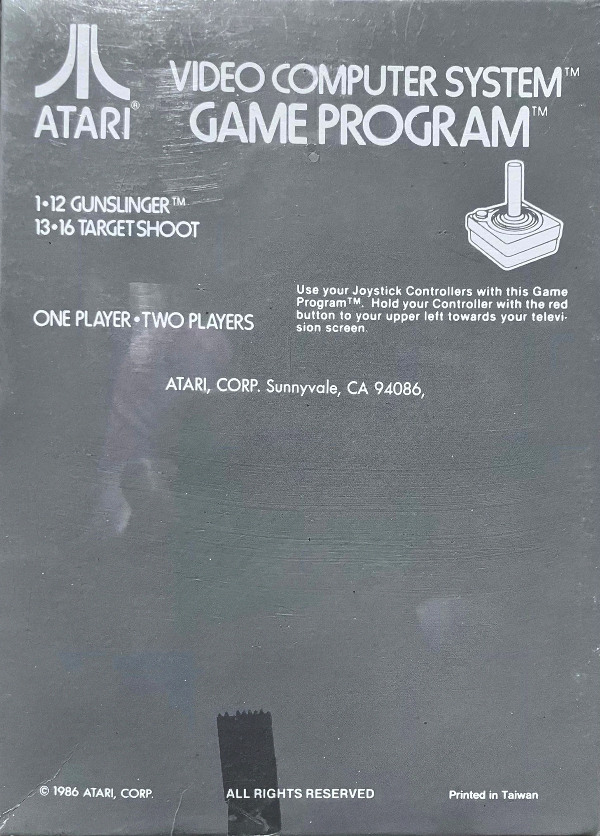 ATARI®
VIDEO COMPUTER SYSTEM™
GAME PROGRAM™
1•12 GUNSLINGER™
13•16 TARGET SHOOT
ONE PLAYER•TWO PLAYERS
Use your Joystick Controllers with this Game
Program™. Hold your Controller with the red
button to your upper left towards your televi-
sion screen.
ATARI, CORP. Sunnyvale, CA 94086,
© 1986 ATARI, CORP.
ALL RIGHTS RESERVED
Printed in Taiwan